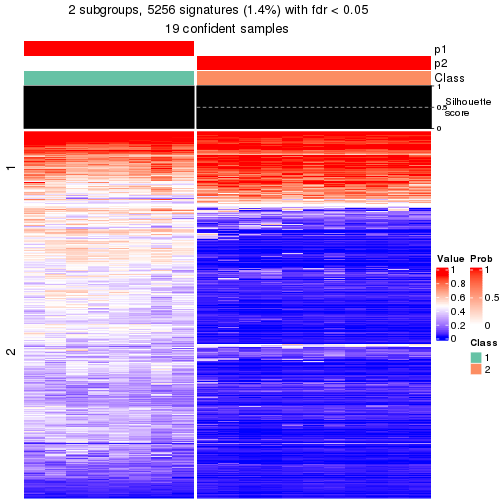 2 subgroups, 5256 signatures (1.4%) with fdr < 0.05
19 confident samples
p1
p2
Class
1
0.5
0
Silhouette
score
1
2
Value
1
0.8
0.6
0.4
0.2
0
Prob
1
0.5
0
Class
1
2